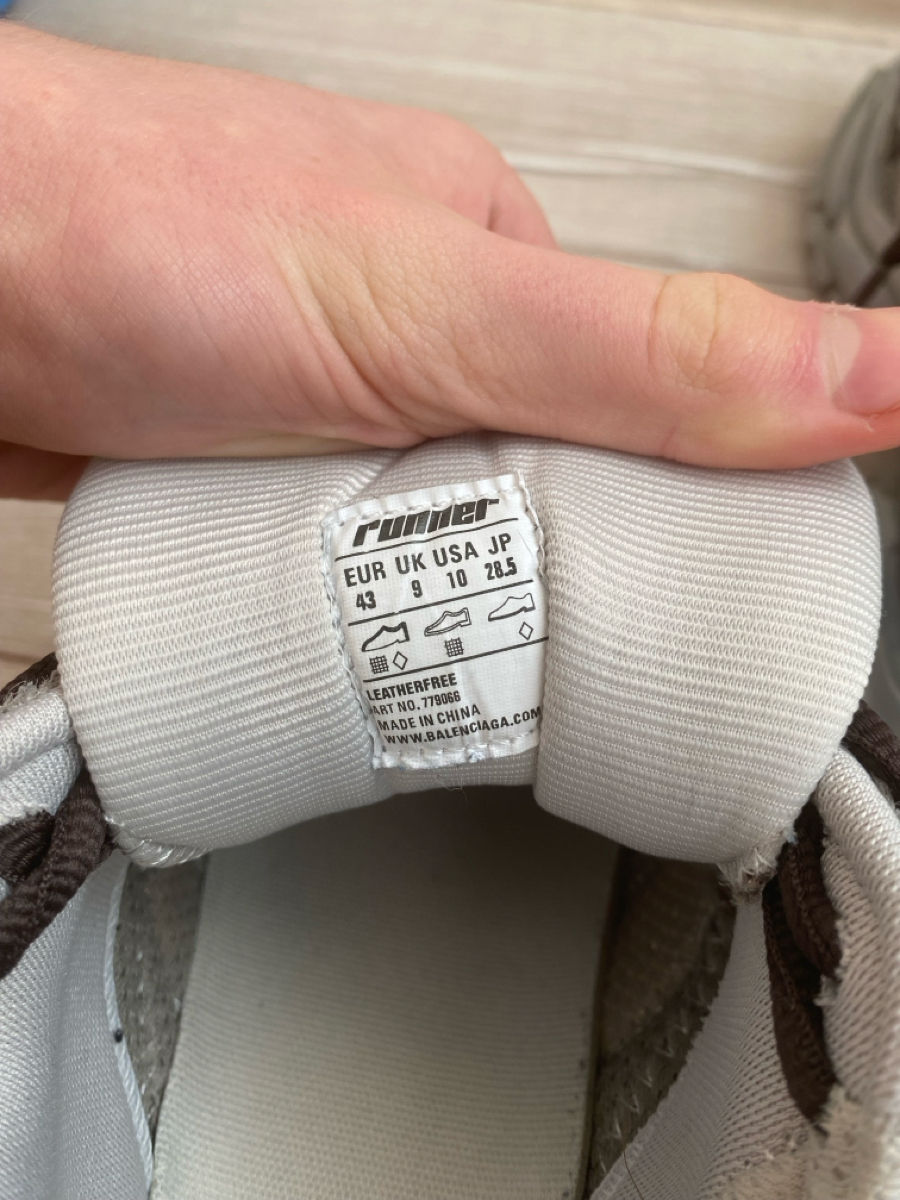 runner
EUR UK USA JP
43 9 10 28.5
LEATHERFREE
PART NO. 779066
MADE IN CHINA
WWW.BALENCIAGA.COM